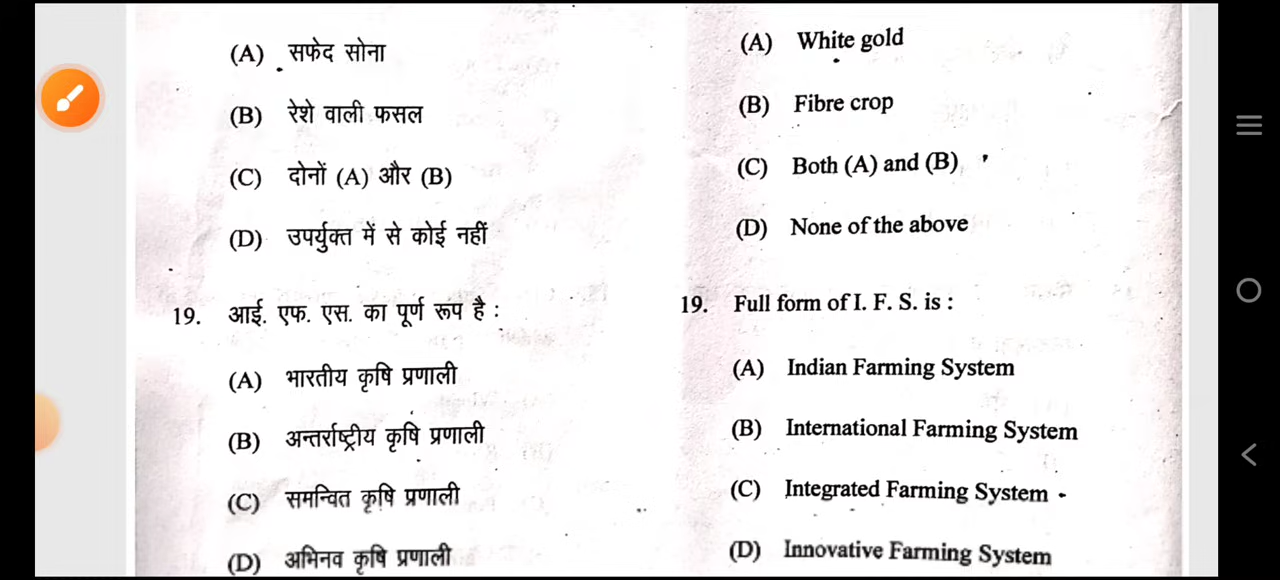 (A) सफेद सोना
(B) रेशे वाली फसल
(C) दोनों (A) और (B)
(D) उपर्युक्त में से कोई नहीं
19. आई. एफ. एस. का पूर्ण रूप है :
(A) भारतीय कृषि प्रणाली
(B) अन्तर्राष्ट्रीय कृषि प्रणाली
(C) समन्वित कृषि प्रणाली
(D) अभिनव कृषि प्रणाली
(A) White gold
(B) Fibre crop
(C) Both (A) and (B)
(D) None of the above
19. Full form of I. F. S. is :
(A) Indian Farming System
(B) International Farming System
(C) Integrated Farming System
(D) Innovative Farming System